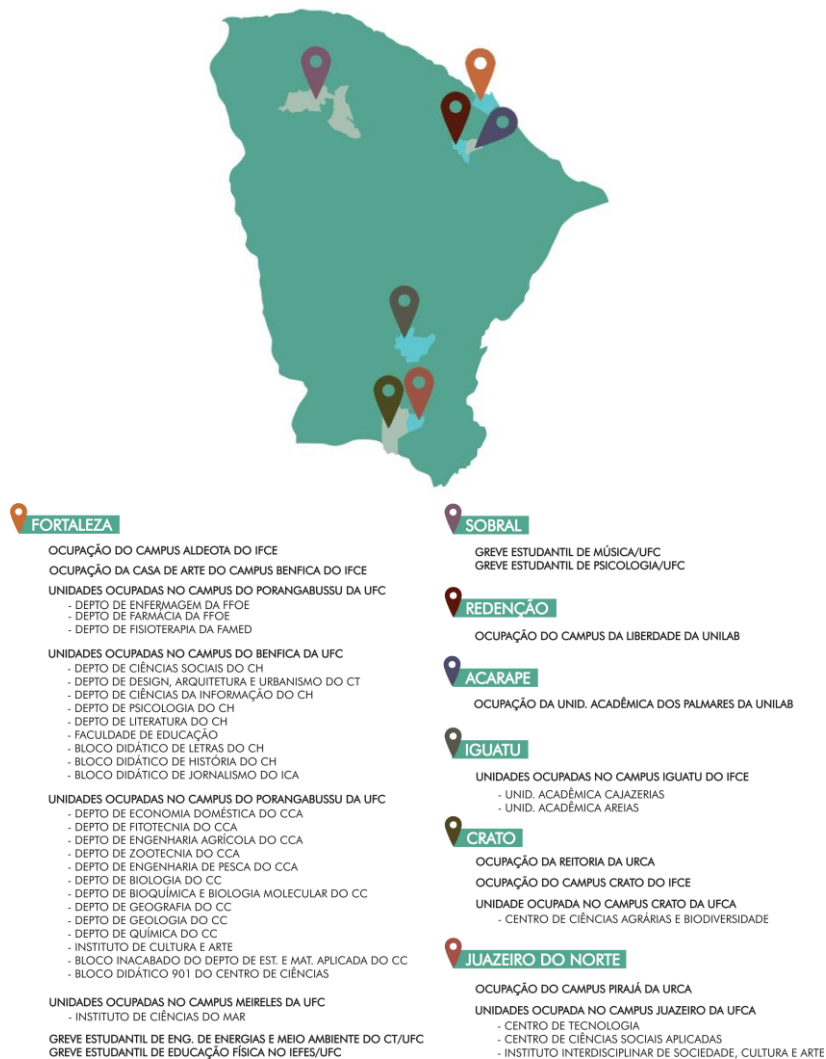 FORTALEZA
OCUPAÇÃO DO CAMPUS ALDEOTA DO IFCE
OCUPAÇÃO DA CASA DE ARTE DO CAMPUS BENFICA DO IFCE
UNIDADES OCUPADAS NO CAMPUS DO PORANGABUSSU DA UFC
- DEPTO DE ENFERMAGEM DA FFOE
- DEPTO DE FARMÁCIA DA FFOE
- DEPTO DE FISIOTERAPIA DA FAMED
UNIDADES OCUPADAS NO CAMPUS DO BENFICA DA UFC
- DEPTO DE CIÊNCIAS SOCIAIS DO CH
- DEPTO DE DESIGN, ARQUITETURA E URBANISMO DO CT
- DEPTO DE CIÊNCIAS DA INFORMAÇÃO DO CH
- DEPTO DE PSICOLOGIA DO CH
- DEPTO DE LITERATURA DO CH
- FACULDADE DE EDUCAÇÃO
- BLOCO DIDÁTICO DE LETRAS DO CH
- BLOCO DIDÁTICO DE HISTÓRIA DO CH
- BLOCO DIDÁTICO DE JORNALISMO DO ICA
UNIDADES OCUPADAS NO CAMPUS DO PORANGABUSSU DA UFC
- DEPTO DE ECONOMIA DOMÉSTICA DO CCA
- DEPTO DE FITOTECNIA DO CCA
- DEPTO DE ENGENHARIA AGRÍCOLA DO CCA
- DEPTO DE ZOOTECNIA DO CCA
- DEPTO DE ENGENHARIA DE PESCA DO CCA
- DEPTO DE BIOLOGIA DO CC
- DEPTO DE BIOQUÍMICA E BIOLOGIA MOLECULAR DO CC
- DEPTO DE GEOGRAFIA DO CC
- DEPTO DE GEOLOGIA DO CC
- DEPTO DE QUÍMICA DO CC
- INSTITUTO DE CULTURA E ARTE
- BLOCO INACABADO DO DEPTO DE EST. E MAT. APLICADA DO CC
- BLOCO DIDÁTICO 901 DO CENTRO DE CIÊNCIAS
UNIDADES OCUPADAS NO CAMPUS MEIRELES DA UFC
- INSTITUTO DE CIÊNCIAS DO MAR
GREVE ESTUDANTIL DE ENG. DE ENERGIAS E MEIO AMBIENTE DO CT/UFC
GREVE ESTUDANTIL DE EDUCAÇÃO FÍSICA NO IEFES/UFC
SOBRAL
GREVE ESTUDANTIL DE MÚSICA/UFC
GREVE ESTUDANTIL DE PSICOLOGIA/UFC
REDENÇÃO
OCUPAÇÃO DO CAMPUS DA LIBERDADE DA UNILAB
ACARAPE
OCUPAÇÃO DA UNID. ACADÊMICA DOS PALMARES DA UNILAB
IGUATU
UNIDADES OCUPADAS NO CAMPUS IGUATU DO IFCE
- UNID. ACADÊMICA CAJAZERIAS
- UNID. ACADÊMICA AREIAS
CRATO
OCUPAÇÃO DA REITORIA DA URCA
OCUPAÇÃO DO CAMPUS CRATO DO IFCE
UNIDADE OCUPADA NO CAMPUS CRATO DA UFCA
- CENTRO DE CIÊNCIAS AGRÁRIAS E BIODIVERSIDADE
JUAZEIRO DO NORTE
OCUPAÇÃO DO CAMPUS PIRAJÁ DA URCA
UNIDADES OCUPADA NO CAMPUS JUAZEIRO DA UFCA
- CENTRO DE TECNOLOGIA
- CENTRO DE CIÊNCIAS SOCIAIS APLICADAS
- INSTITUTO INTERDISCIPLINAR DE SOCIEDADE, CULTURA E ARTE